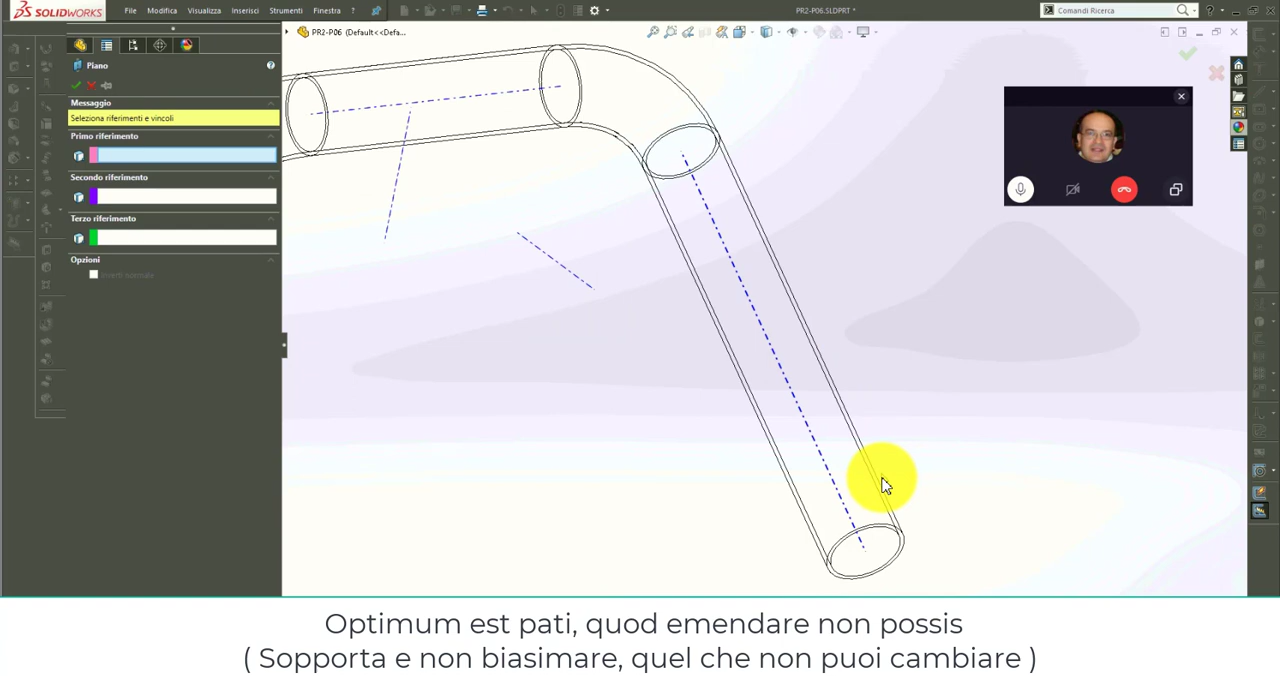 SOLIDWORKS
File Modifica Visualizza Inserisci Strumenti Finestra ?
PR2-P06.SLDPRT *
Comandi Ricerca
PR2-P06 (Default<<Defa...
Piano
Messaggio
Seleziona riferimenti e vincoli
Primo riferimento
Secondo riferimento
Terzo riferimento
Opzioni
Inverti normale
Optimum est pati, quod emendare non possis
( Sopporta e non biasimare, quel che non puoi cambiare )